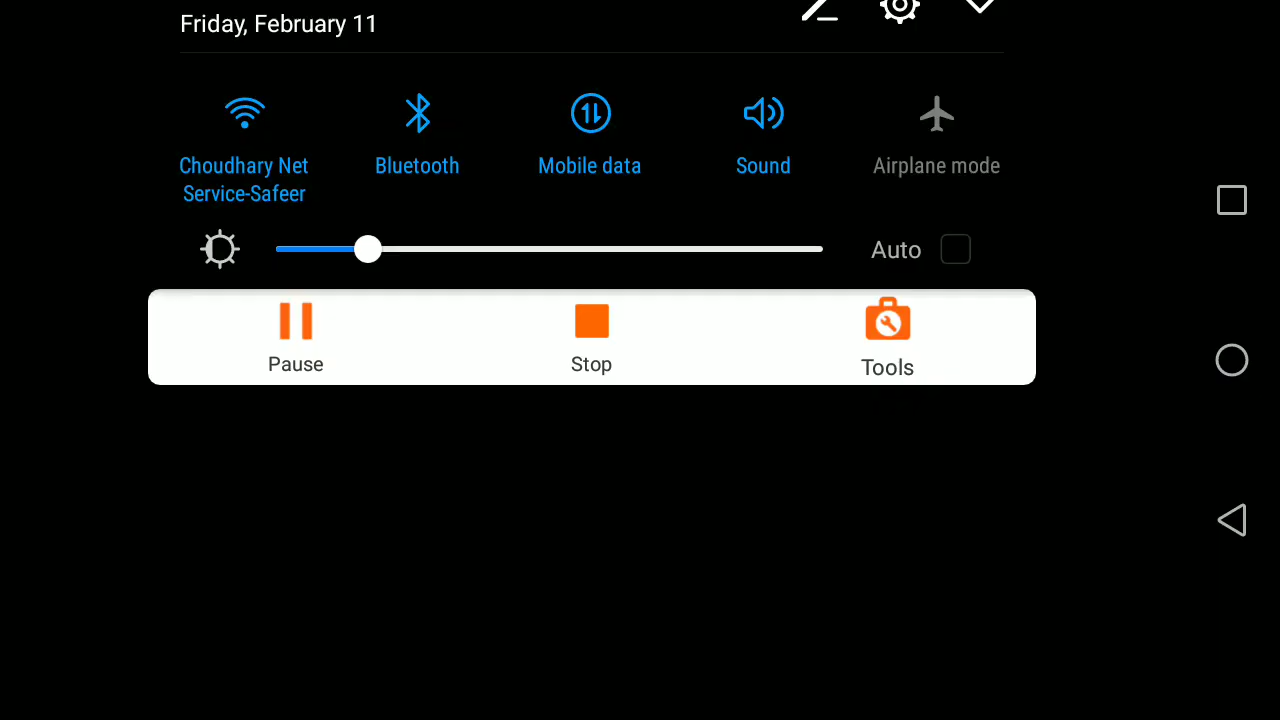 Friday, February 11
Choudhary Net
Service-Safeer
Bluetooth
Mobile data
Sound
Airplane mode
Auto
Pause
Stop
Tools